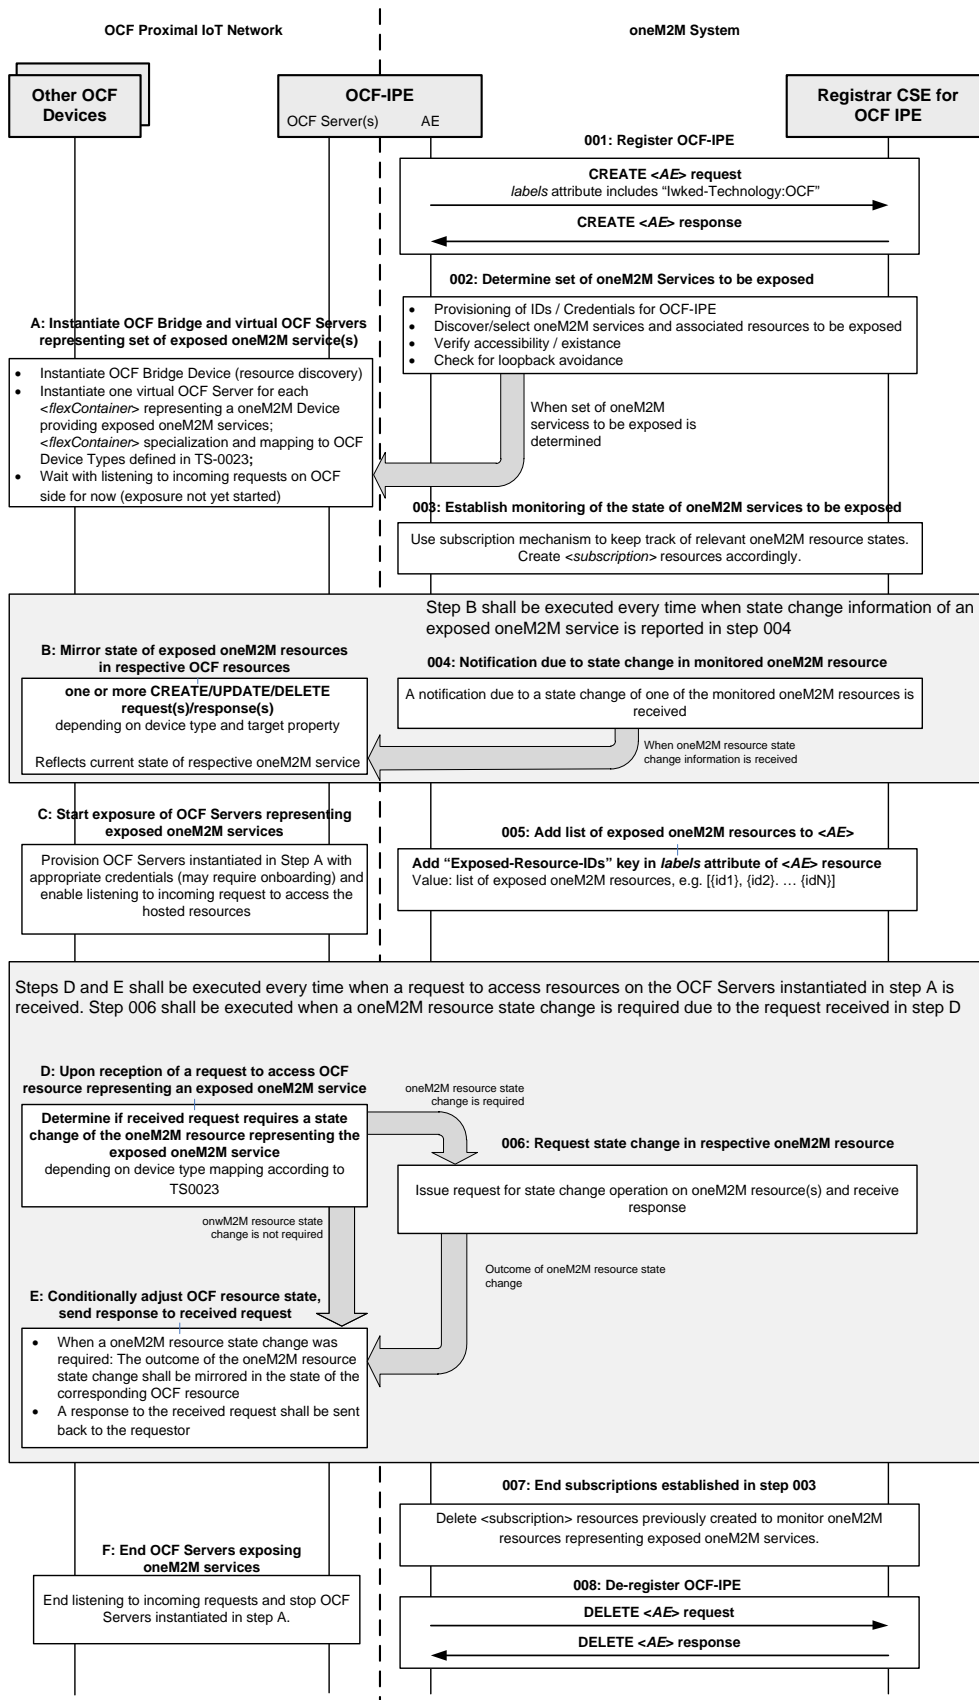 OCF Proximal IoT Network
oneM2M System
Other OCF
Devices
OCF-IPE
OCF Server(s)
AE
Registrar CSE for
OCF IPE
001: Register OCF-IPE
CREATE <AE> request
labels attribute includes “Iwked-Technology:OCF”
CREATE <AE> response
002: Determine set of oneM2M Services to be exposed
• Provisioning of IDs / Credentials for OCF-IPE
• Discover/select oneM2M services and associated resources to be exposed
• Verify accessibility / existance
• Check for loopback avoidance
A: Instantiate OCF Bridge and virtual OCF Servers
representing set of exposed oneM2M service(s)
• Instantiate OCF Bridge Device (resource discovery)
• Instantiate one virtual OCF Server for each
<flexContainer> representing a oneM2M Device
providing exposed oneM2M services;
<flexContainer> specialization and mapping to OCF
Device Types defined in TS-0023;
• Wait with listening to incoming requests on OCF
side for now (exposure not yet started)
When set of oneM2M
servicess to be exposed is
determined
003: Establish monitoring of the state of oneM2M services to be exposed
Use subscription mechanism to keep track of relevant oneM2M resource states.
Create <subscription> resources accordingly.
Step B shall be executed every time when state change information of an
exposed oneM2M service is reported in step 004
B: Mirror state of exposed oneM2M resources
in respective OCF resources
one or more CREATE/UPDATE/DELETE
request(s)/response(s)
depending on device type and target property
Reflects current state of respective oneM2M service
004: Notification due to state change in monitored oneM2M resource
A notification due to a state change of one of the monitored oneM2M resources is
received
When oneM2M resource state
change information is received
C: Start exposure of OCF Servers representing
exposed oneM2M services
Provision OCF Servers instantiated in Step A with
appropriate credentials (may require onboarding) and
enable listening to incoming request to access the
hosted resources
005: Add list of exposed oneM2M resources to <AE>
Add “Exposed-Resource-IDs” key in labels attribute of <AE> resource
Value: list of exposed oneM2M resources, e.g. [{id1}, {id2}. … {idN}]
Steps D and E shall be executed every time when a request to access resources on the OCF Servers instantiated in step A is
received. Step 006 shall be executed when a oneM2M resource state change is required due to the request received in step D
D: Upon reception of a request to access OCF
resource representing an exposed oneM2M service
Determine if received request requires a state
change of the oneM2M resource representing the
exposed oneM2M service
depending on device type mapping according to
TS0023
oneM2M resource state
change is required
006: Request state change in respective oneM2M resource
Issue request for state change operation on oneM2M resource(s) and receive
response
onwM2M resource state
change is not required
Outcome of oneM2M resource state
change
E: Conditionally adjust OCF resource state,
send response to received request
• When a oneM2M resource state change was
required: The outcome of the oneM2M resource
state change shall be mirrored in the state of the
corresponding OCF resource
• A response to the received request shall be sent
back to the requestor
007: End subscriptions established in step 003
Delete <subscription> resources previously created to monitor oneM2M
resources representing exposed oneM2M services.
F: End OCF Servers exposing
oneM2M services
End listening to incoming requests and stop OCF
Servers instantiated in step A.
008: De-register OCF-IPE
DELETE <AE> request
DELETE <AE> response